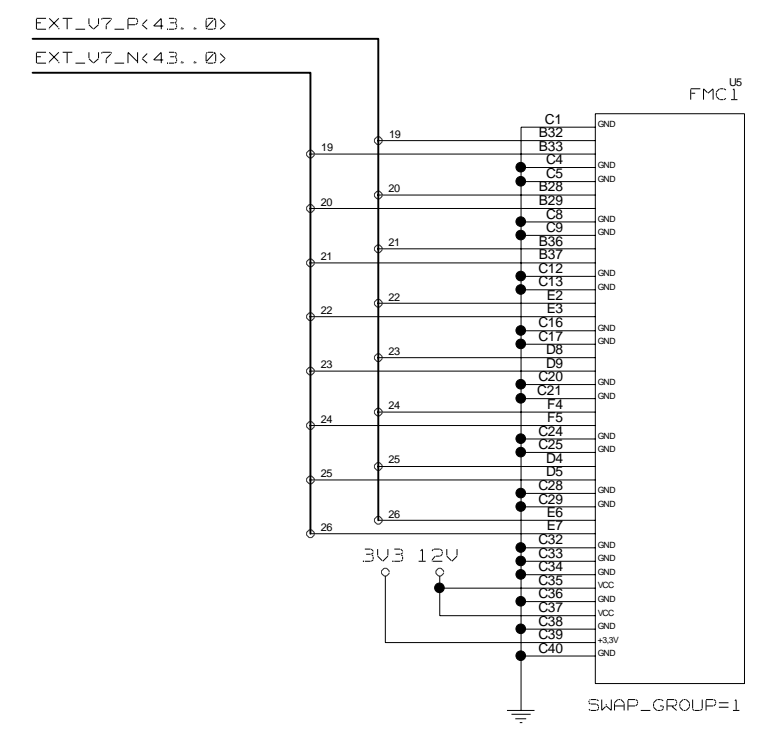 EXT_V7_P<43..0>
EXT_V7_N<43..0>
U5
FMC1
C1 GND
19 B32
19 B33
C4 GND
C5 GND
20 B28
20 B29
C8 GND
C9 GND
21 B36
21 B37
C12 GND
C13 GND
22 E2
22 E3
C16 GND
C17 GND
23 D8
23 D9
C20 GND
C21 GND
24 F4
24 F5
C24 GND
C25 GND
25 D4
25 D5
C28 GND
C29 GND
26 E6
26 E7
C32 GND
3V3 12V C33 GND
C34 GND
C35 VCC
C36 GND
C37 VCC
C38 GND
C39 +3,3V
C40 GND
SWAP_GROUP=1